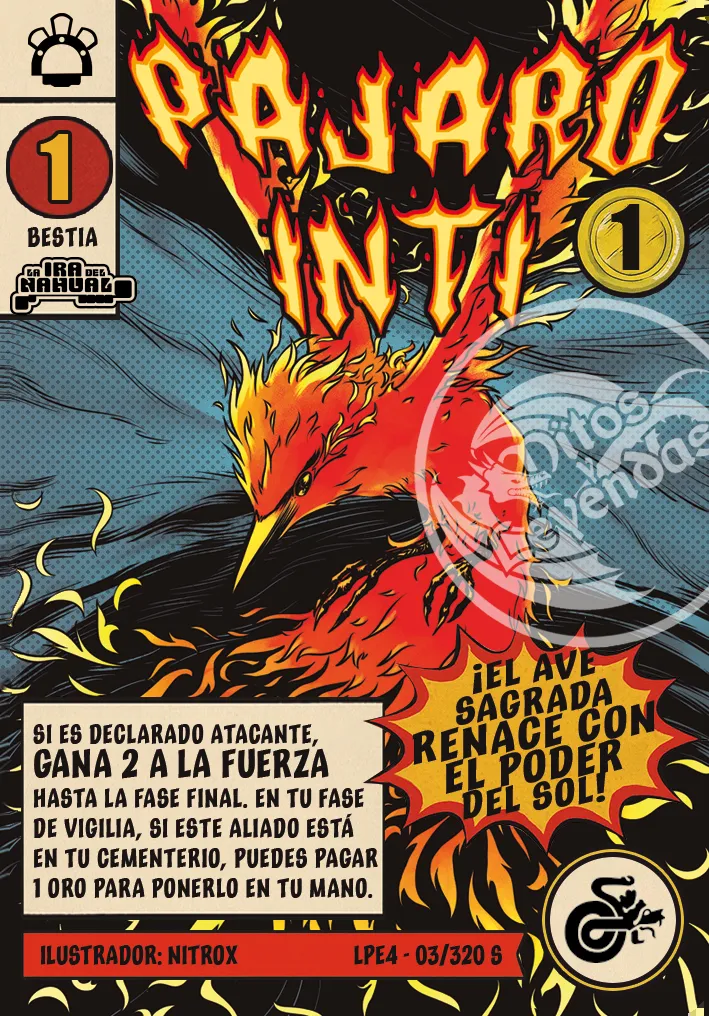 PAJARO
INTI
1
BESTIA
LA IRA DEL
NAHUAL
1
Mitos
y
Leyendas
¡EL AVE
SAGRADA
RENACE CON
EL PODER
DEL SOL!
SI ES DECLARADO ATACANTE,
GANA 2 A LA FUERZA
HASTA LA FASE FINAL. EN TU FASE
DE VIGILIA, SI ESTE ALIADO ESTÁ
EN TU CEMENTERIO, PUEDES PAGAR
1 ORO PARA PONERLO EN TU MANO.
ILUSTRADOR: NITROX LPE4 - 03/320 S